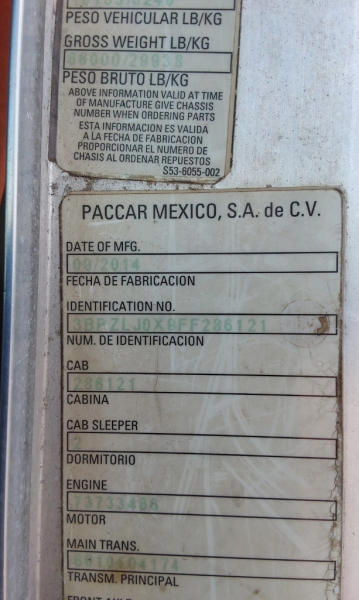 PESO VEHICULAR LB/KG
GROSS WEIGHT LB/KG
PESO BRUTO LB/KG
ABOVE INFORMATION VALID AT TIME
OF MANUFACTURE GIVE CHASSIS
NUMBER WHEN ORDERING PARTS
ESTA INFORMACION ES VALIDA
A LA FECHA DE FABRICACION
PROPORCIONAR EL NUMERO DE
CHASIS AL ORDENAR REPUESTOS
S53-6055-002
PACCAR MEXICO, S.A. de C.V.
DATE OF MFG.
09/2014
FECHA DE FABRICACION
IDENTIFICATION NO.
NUM. DE IDENTIFICACION
CAB
286121
CABINA
CAB SLEEPER
2
DORMITORIO
ENGINE
73733466
MOTOR
MAIN TRANS.
TRANSM. PRINCIPAL